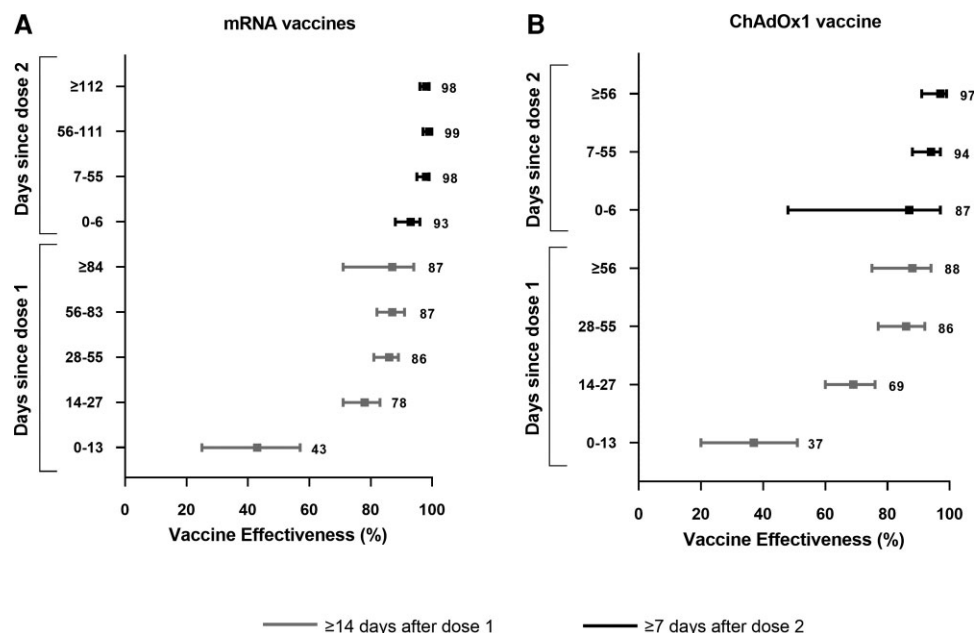 A
mRNA vaccines
Days since dose 2
≥112
98
56-111
99
7-55
98
0-6
93
Days since dose 1
≥84
87
56-83
87
28-55
86
14-27
78
0-13
43
0 20 40 60 80 100
Vaccine Effectiveness (%)
B
ChAdOx1 vaccine
Days since dose 2
≥56
97
7-55
94
0-6
87
Days since dose 1
≥56
88
28-55
86
14-27
69
0-13
37
0 20 40 60 80 100
Vaccine Effectiveness (%)
≥14 days after dose 1
≥7 days after dose 2